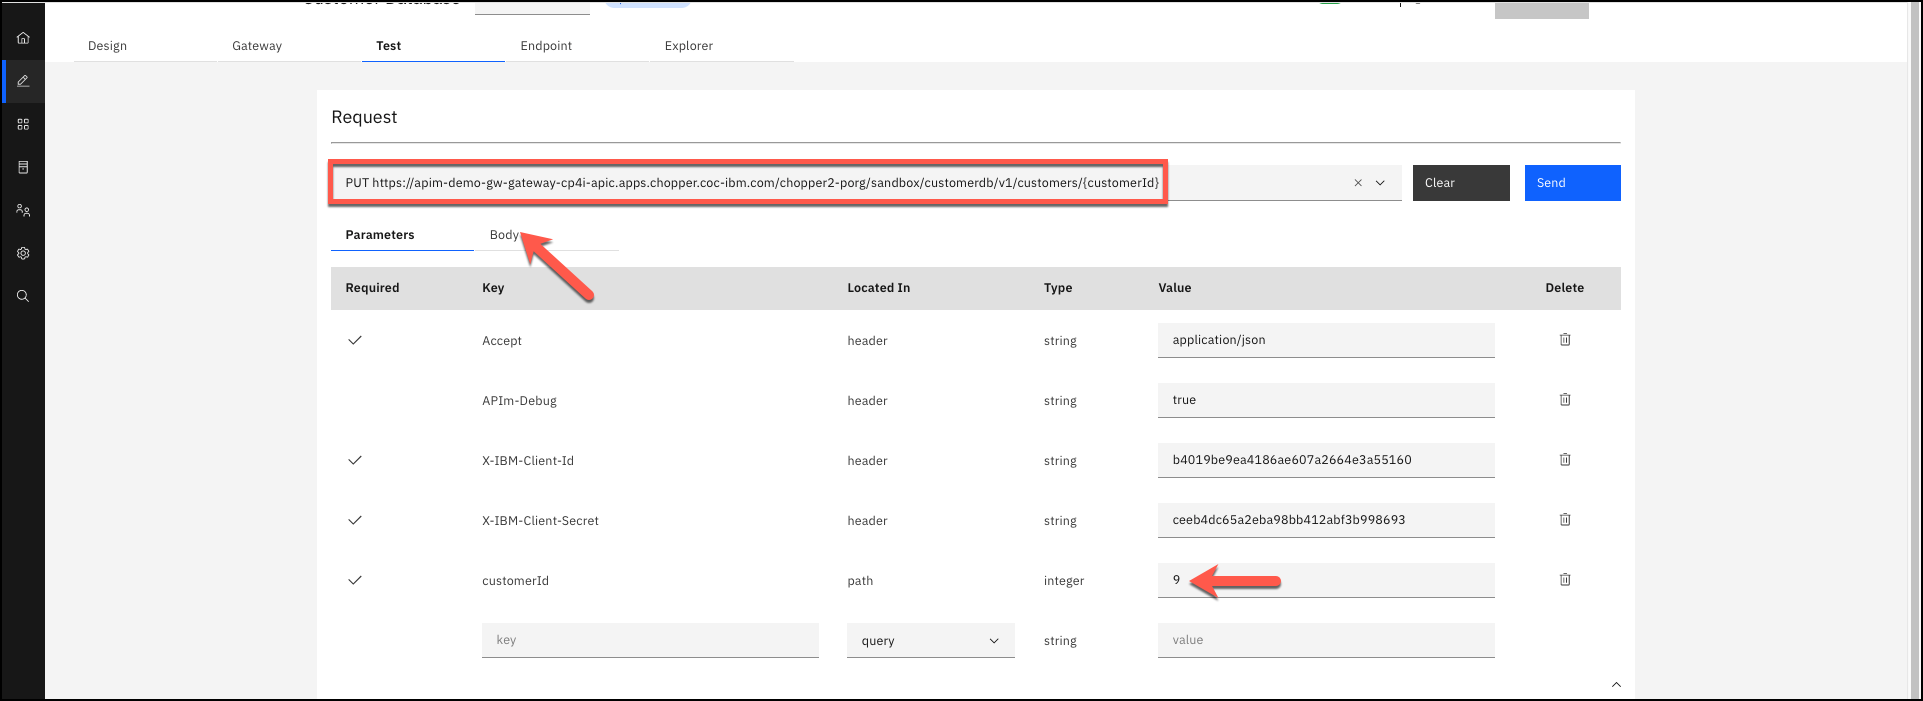 Customer Database
Design Gateway Test Endpoint Explorer
Request
PUT https://apim-demo-gw-gateway-cp4i-apic.apps.chopper.coc-ibm.com/chopper2-porg/sandbox/customerdb/v1/customers/{customerId}
Clear Send
Parameters Body
Required Key Located In Type Value Delete
Accept header string application/json
APIm-Debug header string true
X-IBM-Client-Id header string b4019be9ea4186ae607a2664e3a55160
X-IBM-Client-Secret header string ceeb4dc65a2eba98bb412abf3b998693
customerId path integer 9
key query string value